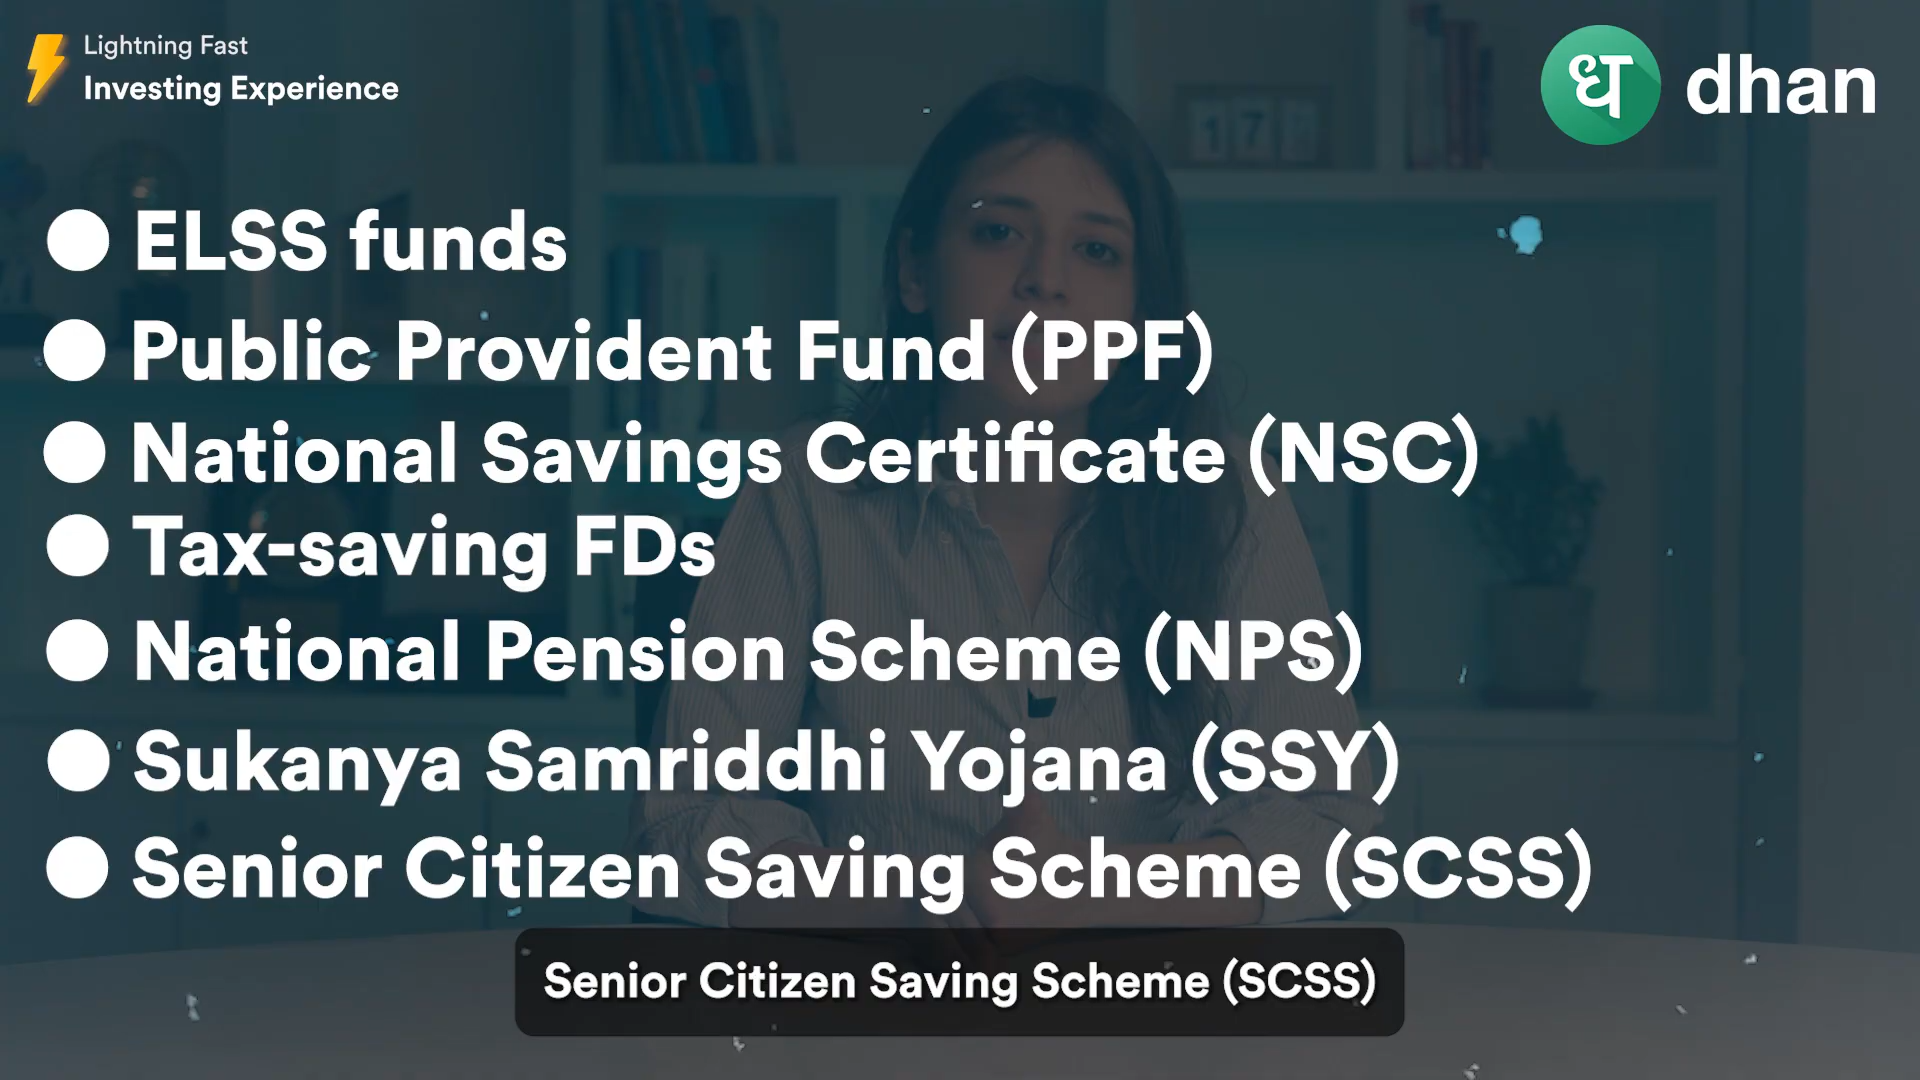 Lightning Fast
Investing Experience
ध dhan
ELSS funds
Public Provident Fund (PPF)
National Savings Certificate (NSC)
Tax-saving FDs
National Pension Scheme (NPS)
Sukanya Samriddhi Yojana (SSY)
Senior Citizen Saving Scheme (SCSS)
Senior Citizen Saving Scheme (SCSS)